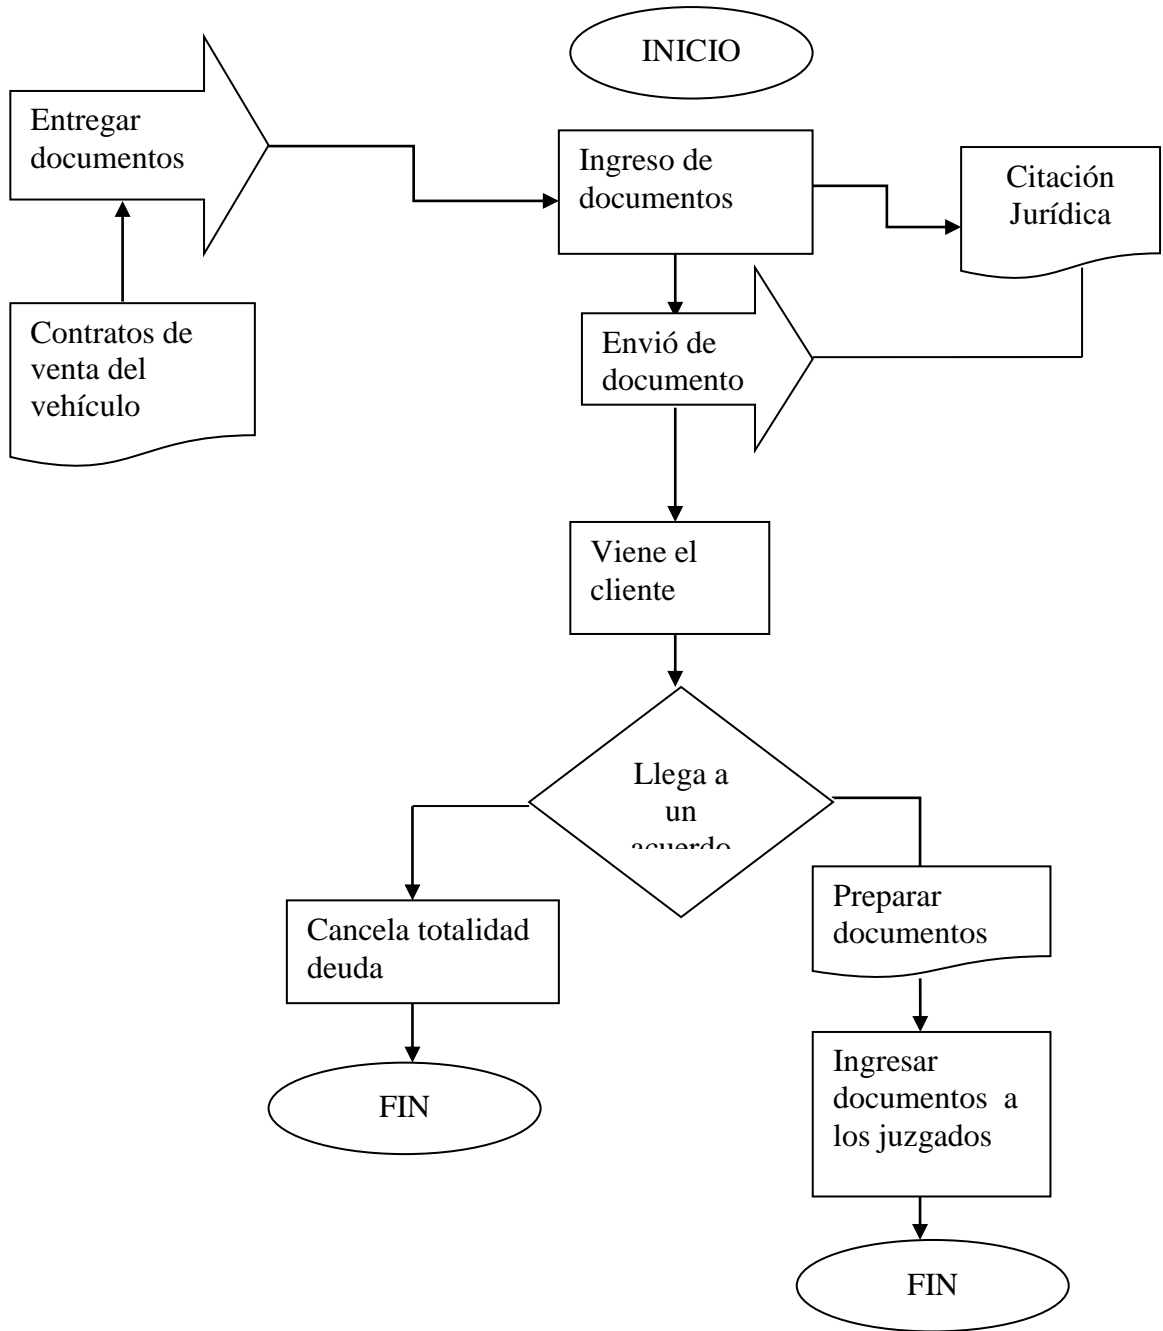 INICIO
Entregar
documentos
Ingreso de
documentos
Citación
Jurídica
Contratos de
venta del
vehículo
Envió de
documento
Viene el
cliente
Llega a
un
acuerdo
Cancela totalidad
deuda
Preparar
documentos
FIN
Ingresar
documentos a
los juzgados
FIN